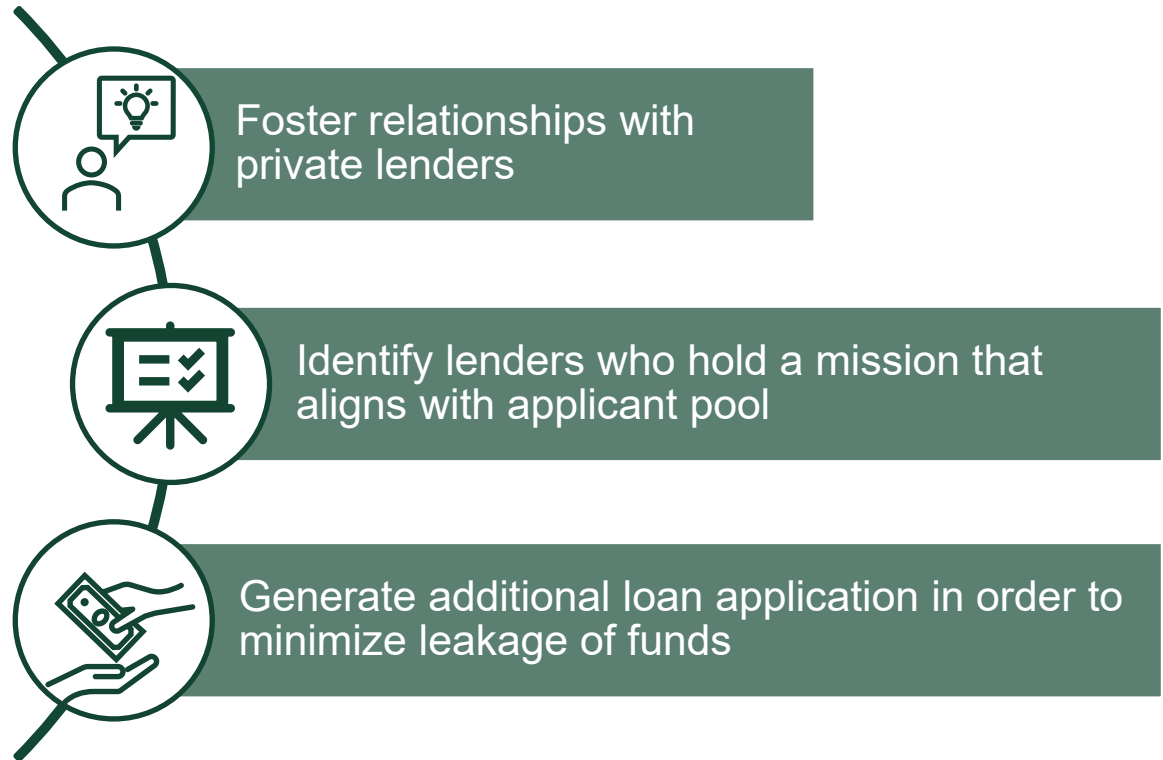 Foster relationships with
private lenders
Identify lenders who hold a mission that
aligns with applicant pool
Generate additional loan application in order to
minimize leakage of funds